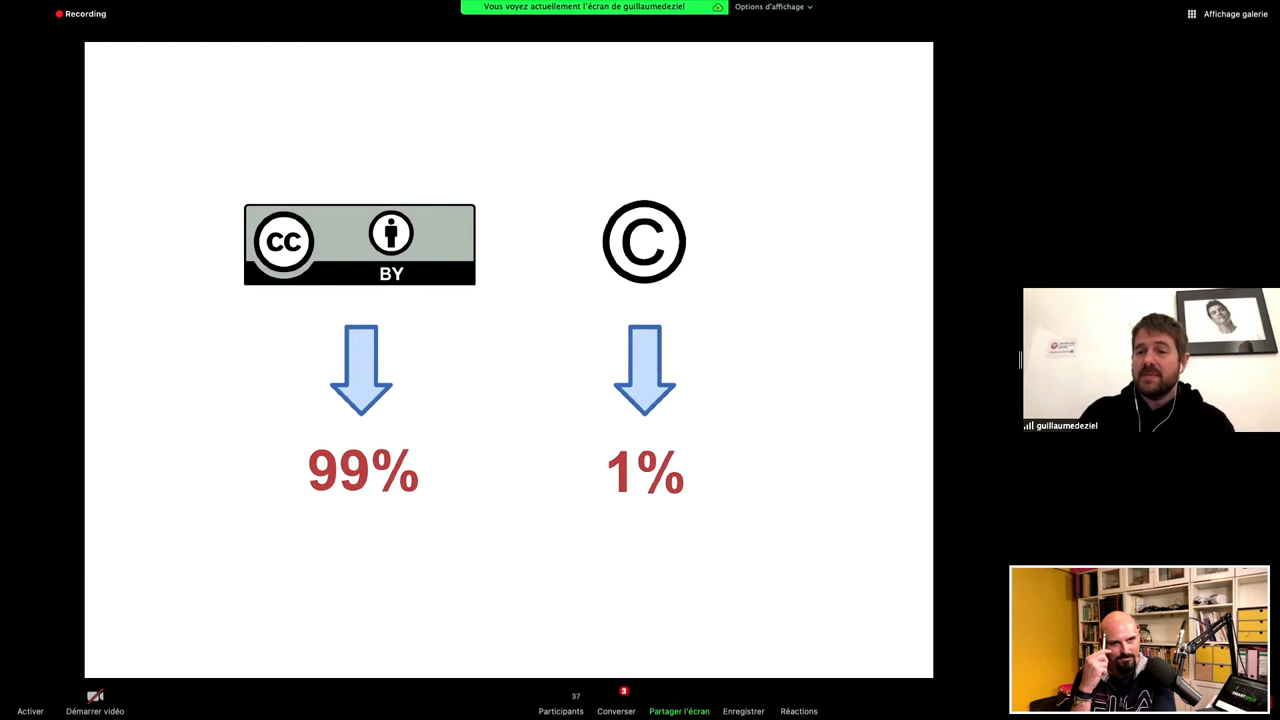 Recording
Vous voyez actuellement l'écran de guillaumedeziel
Options d'affichage
Affichage galerie
CC
BY
C
99%
1%
guillaumedeziel
Activer
Démarrer vidéo
37
Participants
3
Converser
Partager l'écran
Enregistrer
Réactions